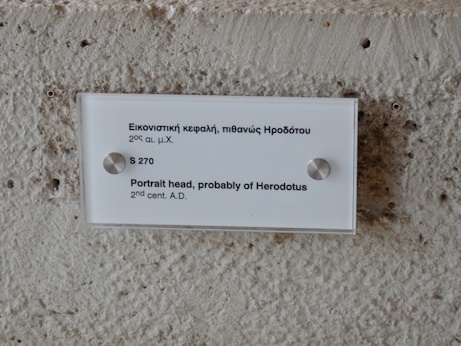 Εικονιστική κεφαλή, πιθανώς Ηροδότου
2ος αι. μ.Χ.
S 270
Portrait head, probably of Herodotus
2nd cent. A.D.